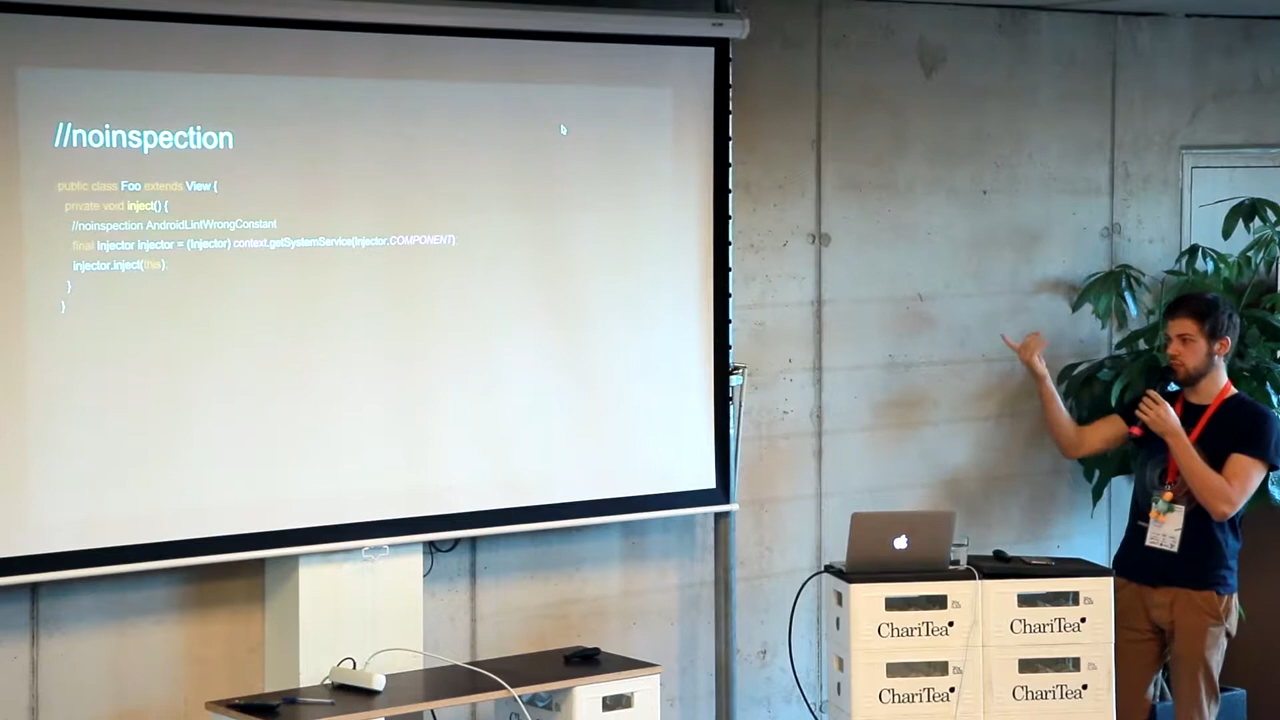 //noinspection
public class Foo extends View {
private void inject() {
//noinspection AndroidLintWrongConstant
final Injector injector = (Injector) context.getSystemService(Injector.COMPONENT);
injector.inject(this);
}
}
ChariTea
ChariTea
ChariTea
ChariTea